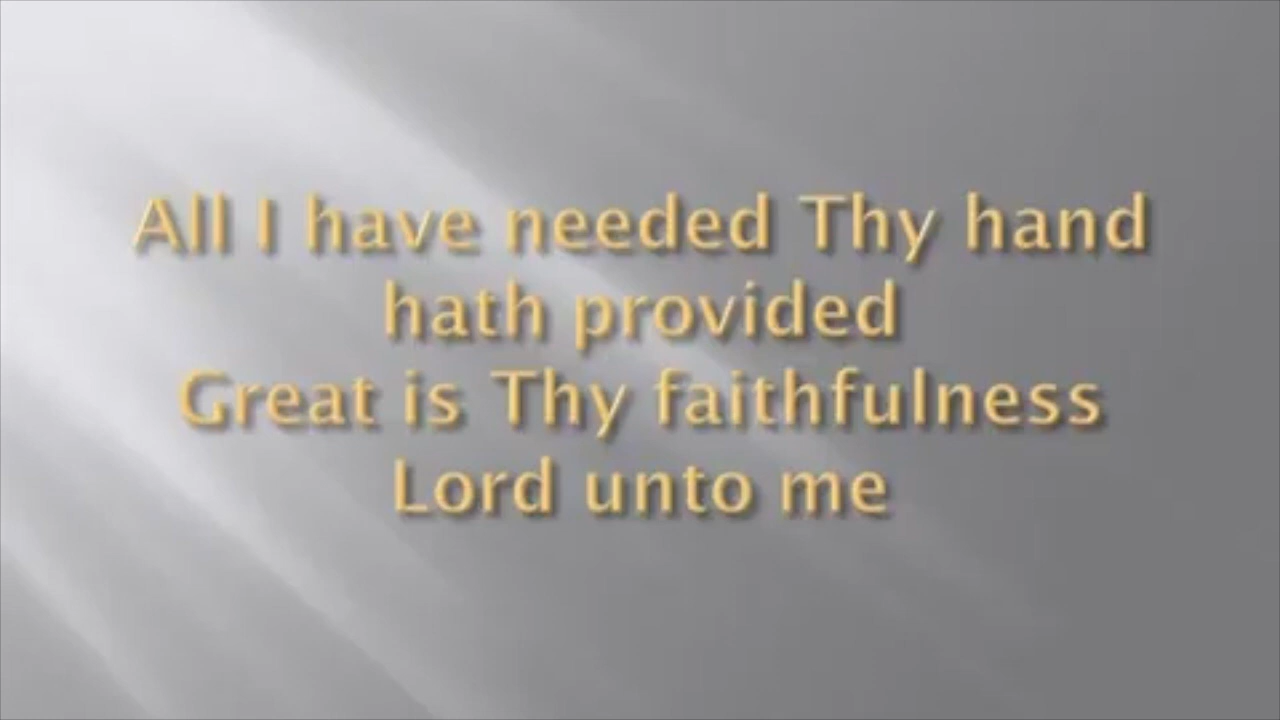 All I have needed Thy hand
hath provided
Great is Thy faithfulness
Lord unto me